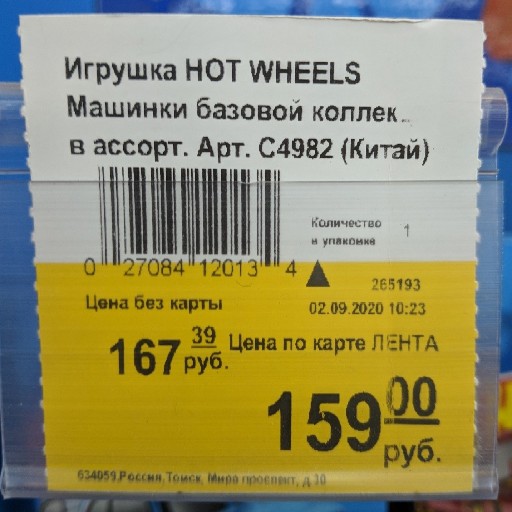 Игрушка HOT WHEELS
Машинки базовой коллек..
в ассорт. Арт. C4982 (Китай)
Количество
в упаковке 1
0 27084 12013 4
265193
Цена без карты
02.09.2020 10:23
167 39 руб.
Цена по карте ЛЕНТА
159 00 руб.
634059,Россия,Томск, Мира проспект, д 30